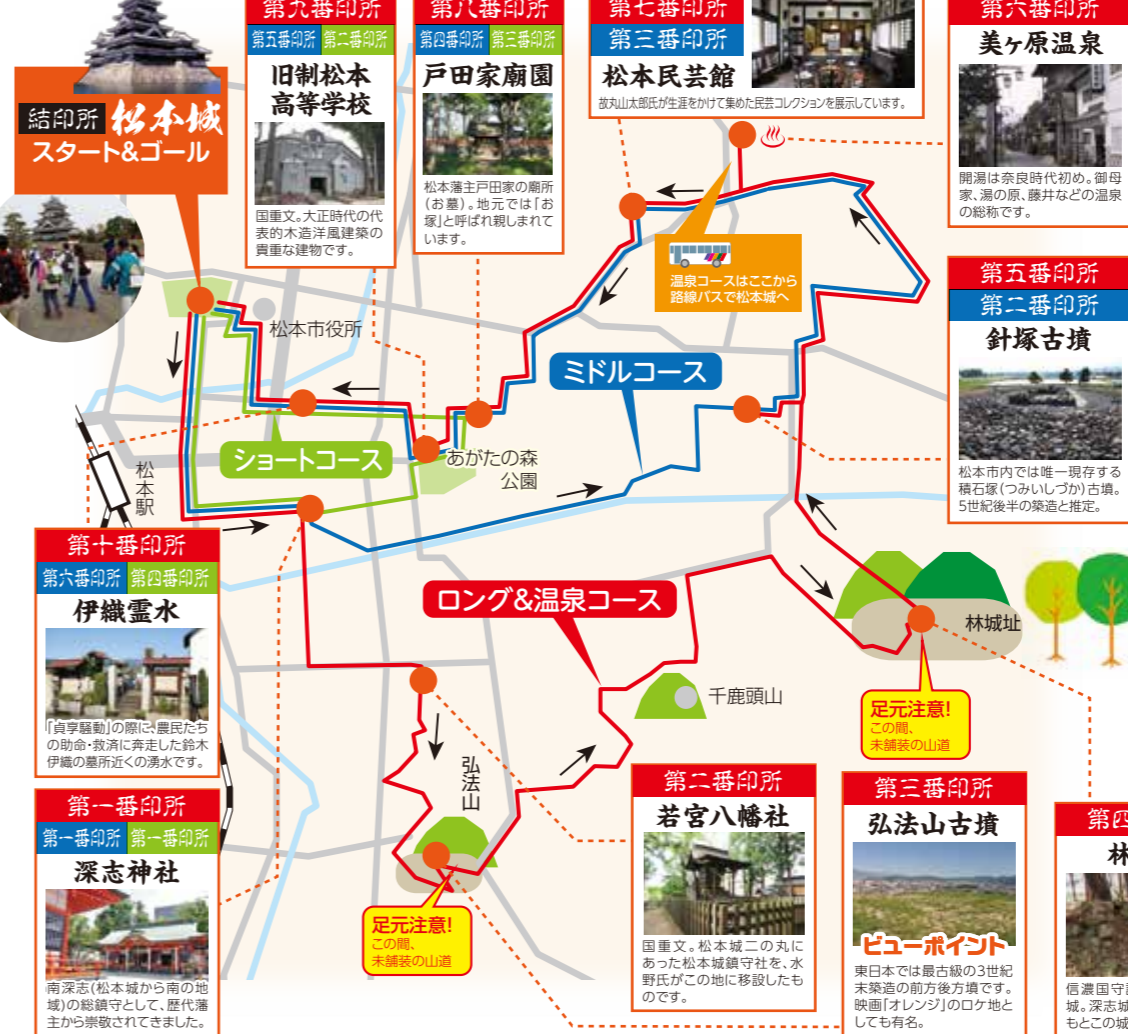 第九番印所
第五番印所 第二番印所
旧制松本
高等学校
国重文。大正時代の代
表的木造洋風建築の
貴重な建物です。
第八番印所
第四番印所 第三番印所
戸田家廟園
松本藩主戸田家の廟所
(お墓)。地元では「お
塚」と呼ばれ親しまれて
います。
第七番印所
第三番印所
松本民芸館
故丸山太郎氏が生涯をかけて集めた民芸コレクションを展示しています。
第六番印所
美ヶ原温泉
開湯は奈良時代初め。御母
家、湯の原、藤井などの温泉
の総称です。
結印所 松本城
スタート&ゴール
温泉コースはここから
路線バスで松本城へ
第五番印所
第二番印所
針塚古墳
松本市内では唯一現存する
積石塚(つみいしづか)古墳。
5世紀後半の築造と推定。
松本市役所
ミドルコース
ショートコース
あがたの森
公園
松本駅
第十番印所
第六番印所 第四番印所
伊織霊水
「貞享騒動」の際に、農民たち
の助命・救済に奔走した鈴木
伊織の墓所近くの湧水です。
ロング&温泉コース
林城址
足元注意!
この間、
未舗装の山道
千鹿頭山
弘法山
足元注意!
この間、
未舗装の山道
第一番印所
第一番印所 第一番印所
深志神社
南深志(松本城から南の地
域)の総鎮守として、歴代藩
主から崇敬されてきました。
第二番印所
若宮八幡社
国重文。松本城二の丸に
あった松本城鎮守社を、水
野氏がこの地に移設したも
のです。
第三番印所
弘法山古墳
ビューポイント
東日本では最古級の3世紀
末築造の前方後方墳です。
映画「オレンジ」のロケ地と
しても有名。
第四
林
信濃国守
城。深志城
もとこの城